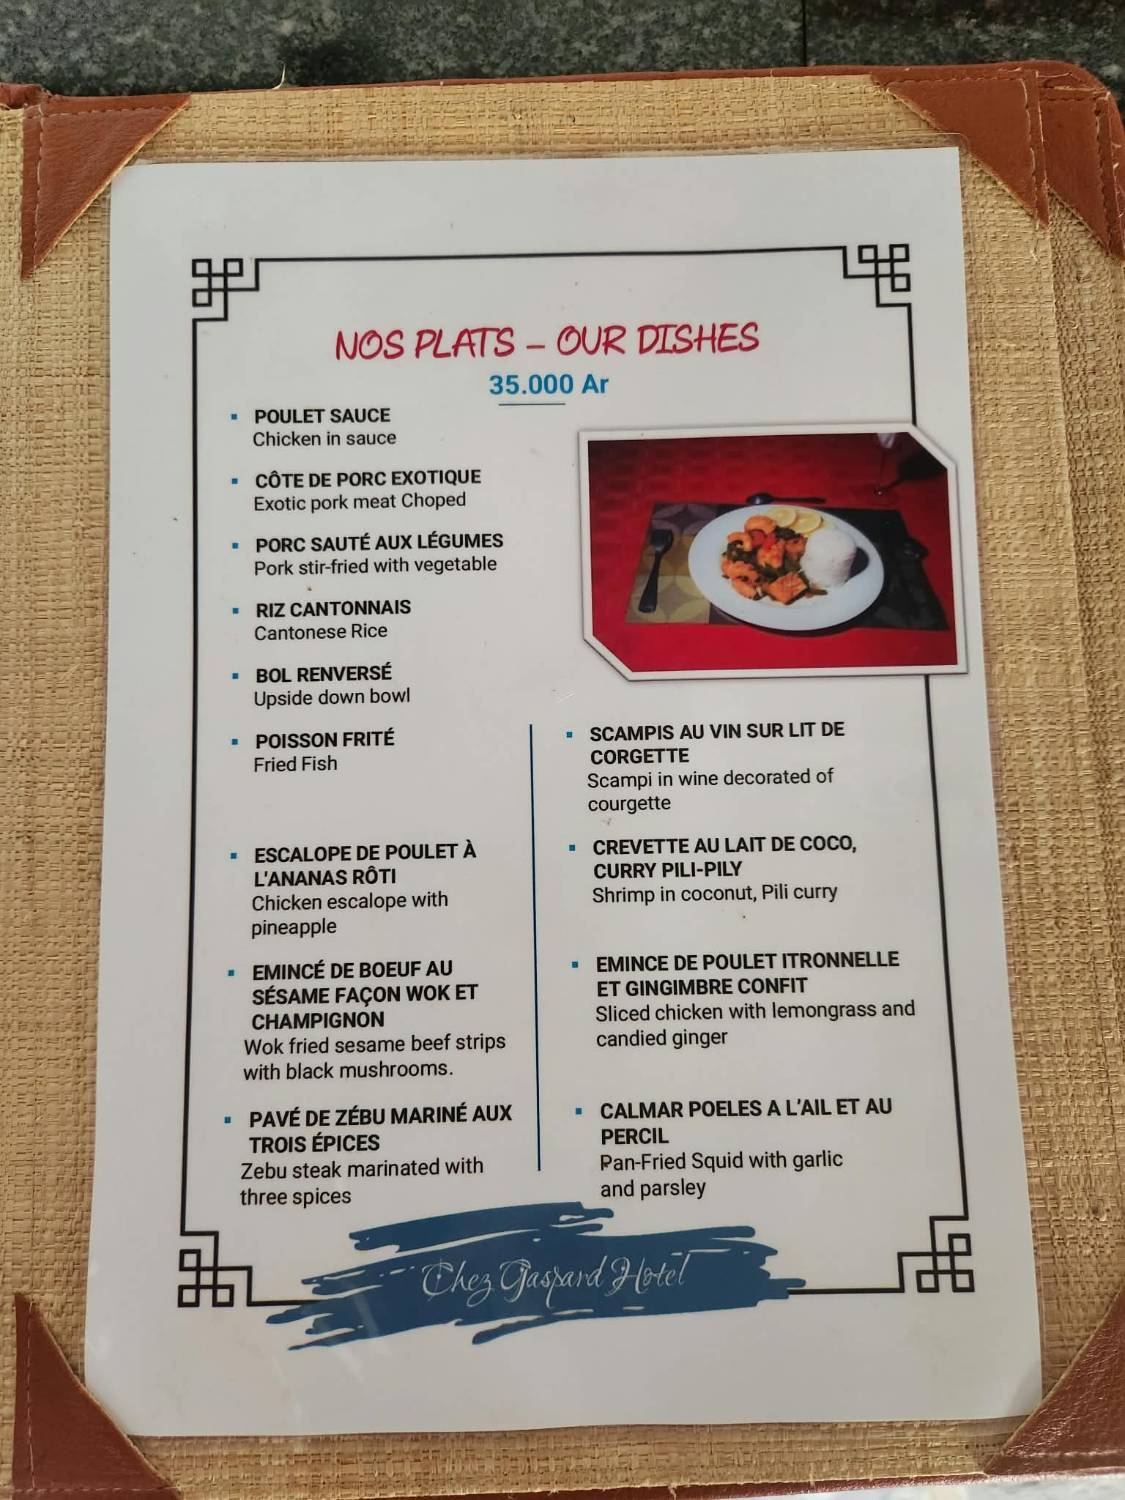 NOS PLATS – OUR DISHES
35.000 Ar
▪ POULET SAUCE
Chicken in sauce
▪ CÔTE DE PORC EXOTIQUE
Exotic pork meat Choped
▪ PORC SAUTÉ AUX LÉGUMES
Pork stir-fried with vegetable
▪ RIZ CANTONNAIS
Cantonese Rice
▪ BOL RENVERSÉ
Upside down bowl
▪ POISSON FRITÉ
Fried Fish
▪ ESCALOPE DE POULET À
L'ANANAS RÔTI
Chicken escalope with
pineapple
▪ EMINCÉ DE BOEUF AU
SÉSAME FAÇON WOK ET
CHAMPIGNON
Wok fried sesame beef strips
with black mushrooms.
▪ PAVÉ DE ZÉBU MARINÉ AUX
TROIS ÉPICES
Zebu steak marinated with
three spices
▪ SCAMPIS AU VIN SUR LIT DE
CORGETTE
Scampi in wine decorated of
courgette
▪ CREVETTE AU LAIT DE COCO,
CURRY PILI-PILY
Shrimp in coconut, Pili curry
▪ EMINCE DE POULET ITRONNELLE
ET GINGIMBRE CONFIT
Sliced chicken with lemongrass and
candied ginger
▪ CALMAR POELES A L'AIL ET AU
PERCIL
Pan-Fried Squid with garlic
and parsley
Chez Gaspard Hotel